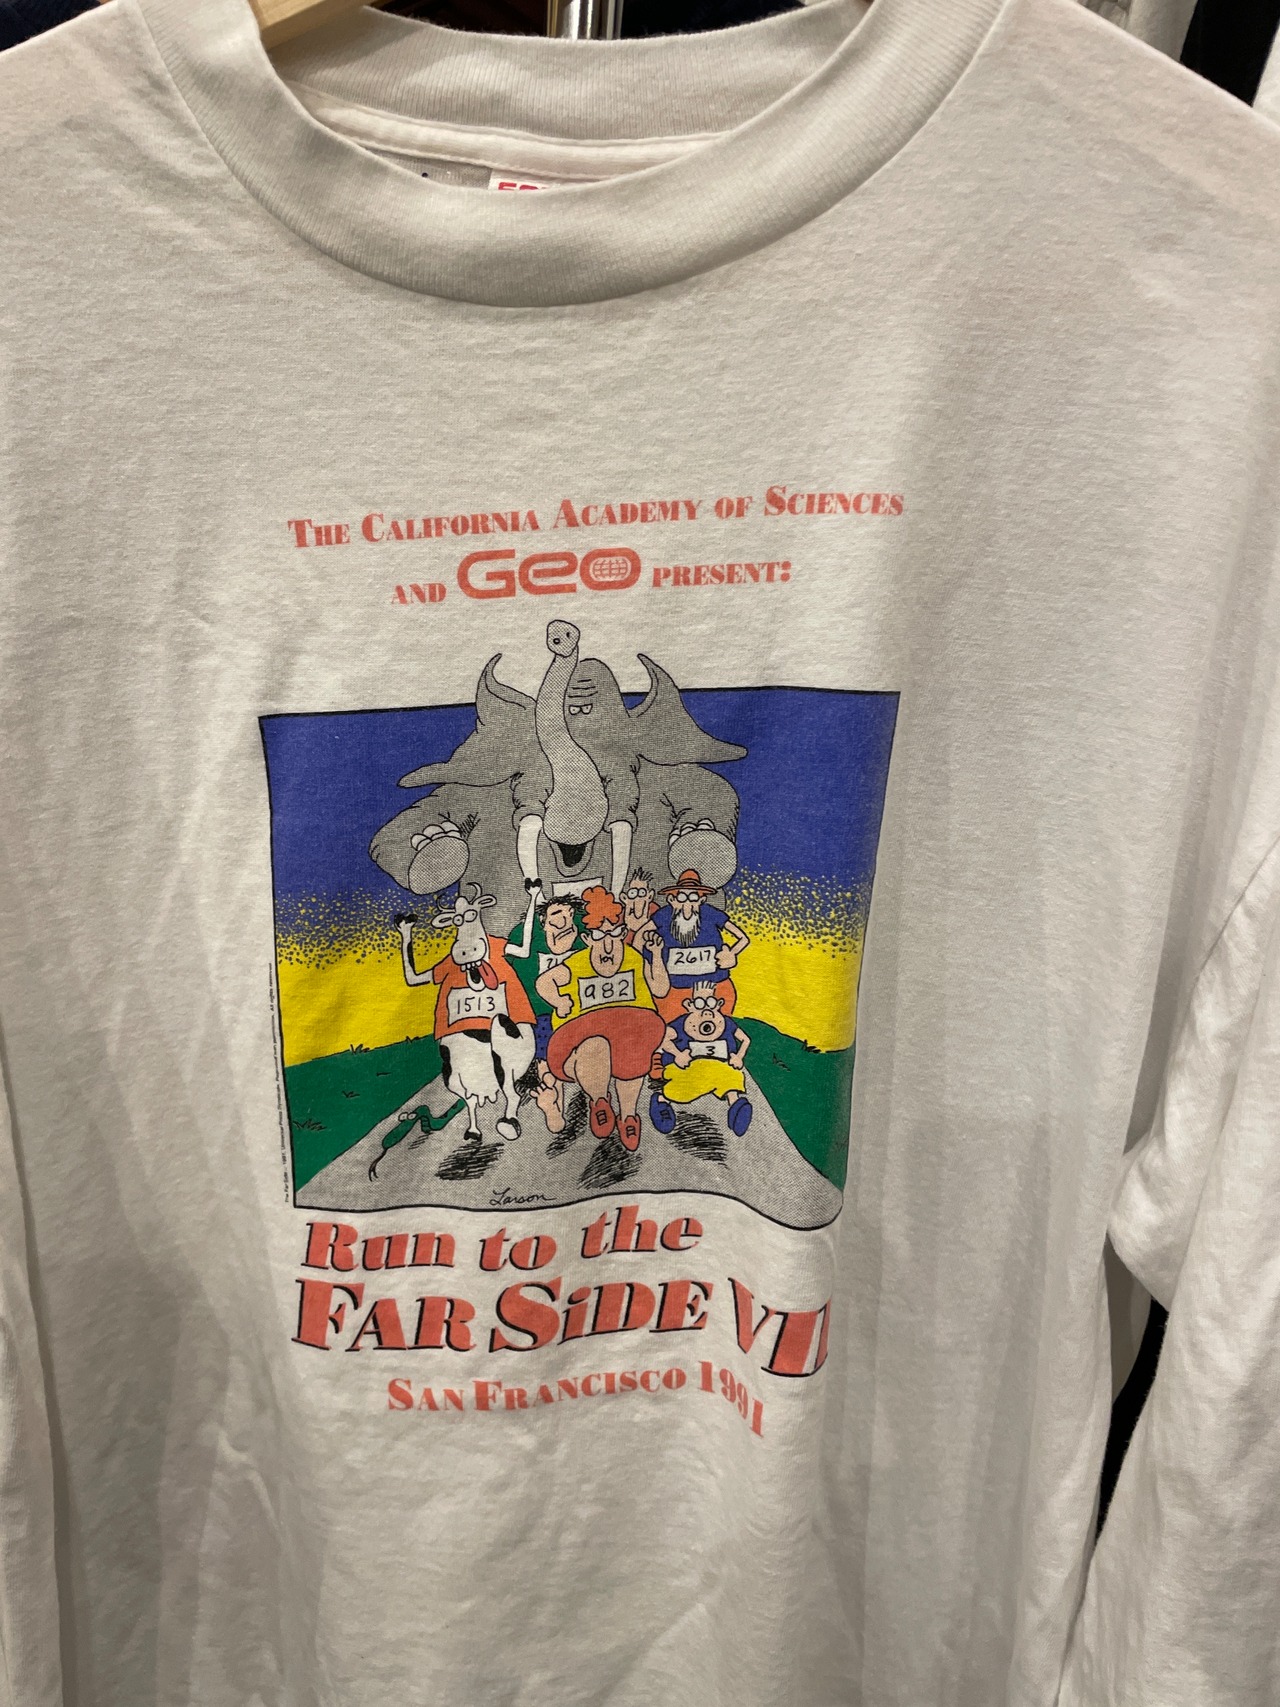 THE CALIFORNIA ACADEMY OF SCIENCES
AND Geo PRESENT:
2617
982
1513
3
Larson
Run to the
FAR SiDE VIII
SAN FRANCISCO 1991